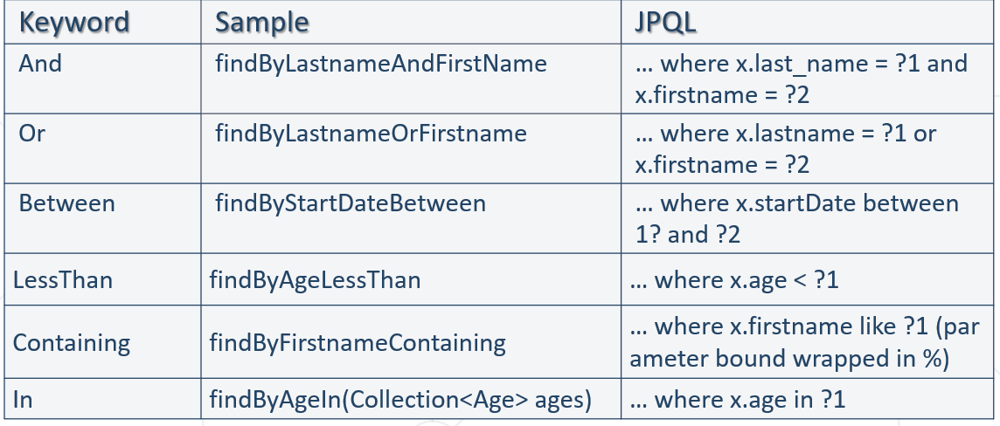 Keyword Sample JPQL
And findByLastnameAndFirstName ... where x.last_name = ?1 and
x.firstname = ?2
Or findByLastnameOrFirstname ... where x.lastname = ?1 or
x.firstname = ?2
Between findByStartDateBetween ... where x.startDate between
1? and ?2
LessThan findByAgeLessThan ... where x.age < ?1
Containing findByFirstnameContaining ... where x.firstname like ?1 (par
ameter bound wrapped in %)
In findByAgeIn(Collection<Age> ages) ... where x.age in ?1